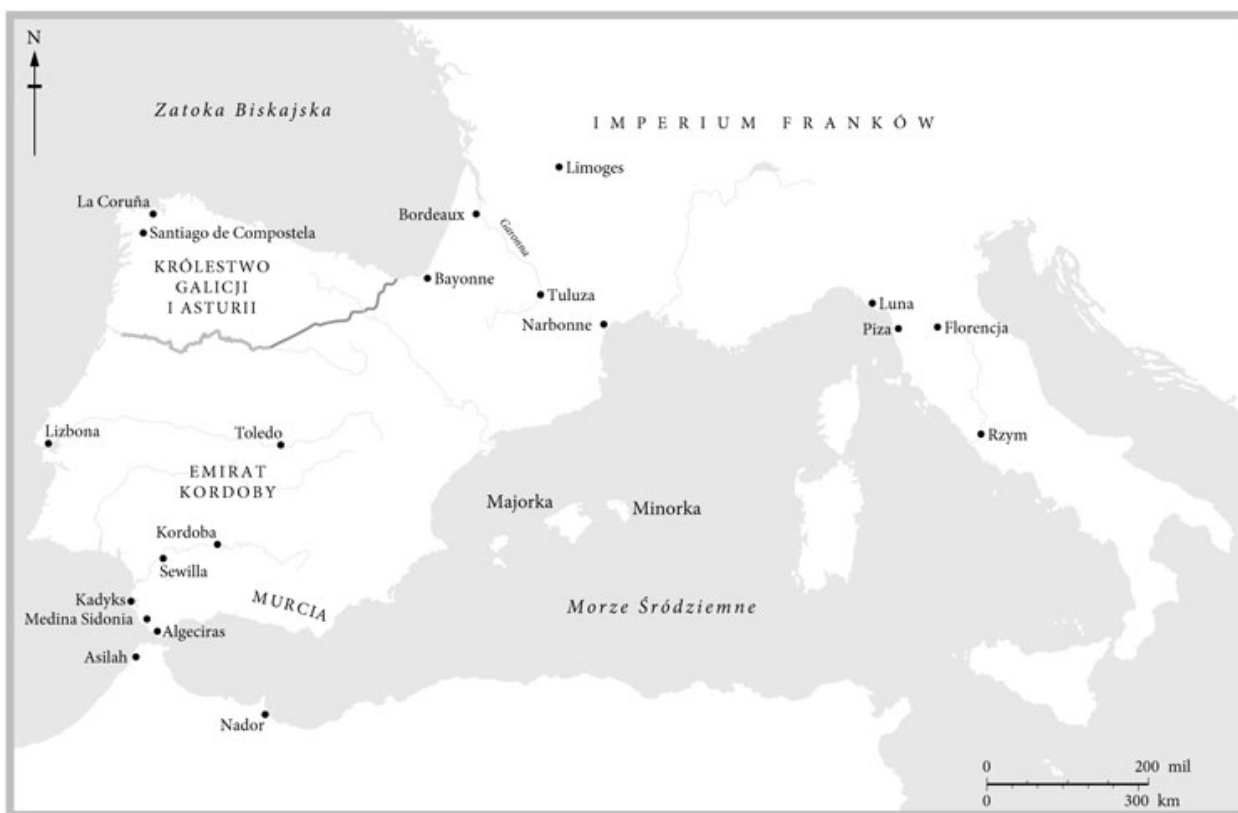 N
Zatoka Biskajska
IMPERIUM FRANKÓW
Limoges
La Coruña
Bordeaux
Garonna
Santiago de Compostela
KRÓLESTWO
GALICJI
I ASTURII
Bayonne
Tuluza
Narbonne
Luna
Piza
Florencja
Lizbona
Toledo
Rzym
EMIRAT
KORDOBY
Majorka
Minorka
Kordoba
Sewilla
Kadyks
MURCIA
Morze Śródziemne
Medina Sidonia
Algeciras
Asilah
Nador
0 200 mil
0 300 km